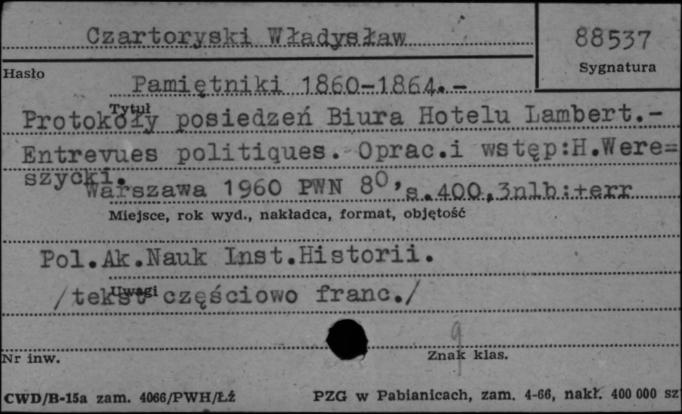 Czartoryski Władysław
88537
Hasło
Sygnatura
Pamiętniki 1860-1864.-
Tytuł
Protokóły posiedzeń Biura Hotelu Lambert.-
Entrevues politiques. Oprac.i wstęp:H.Were=
szycki.
Warszawa 1960 PWN 8⁰, s.400,3nlb:+err
Miejsce, rok wyd., nakładca, format, objętość
Pol.Ak.Nauk Inst.Historii.
Uwagi
/tekst częściowo franc./
9
Nr inw.
Znak klas.
CWD/B-15a zam. 4066/PWH/Łź
PZG w Pabianicach, zam. 4-66, nakł. 400 000 sz